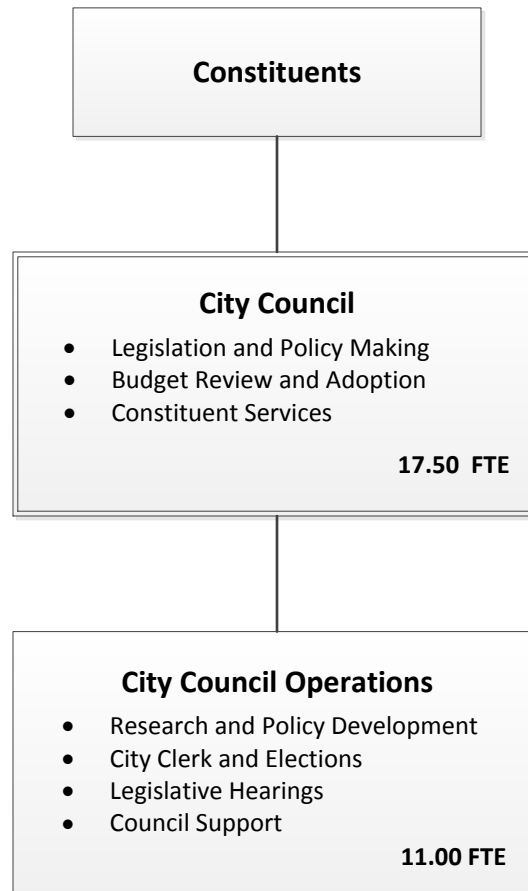 Constituents
City Council
• Legislation and Policy Making
• Budget Review and Adoption
• Constituent Services
17.50 FTE
City Council Operations
• Research and Policy Development
• City Clerk and Elections
• Legislative Hearings
• Council Support
11.00 FTE